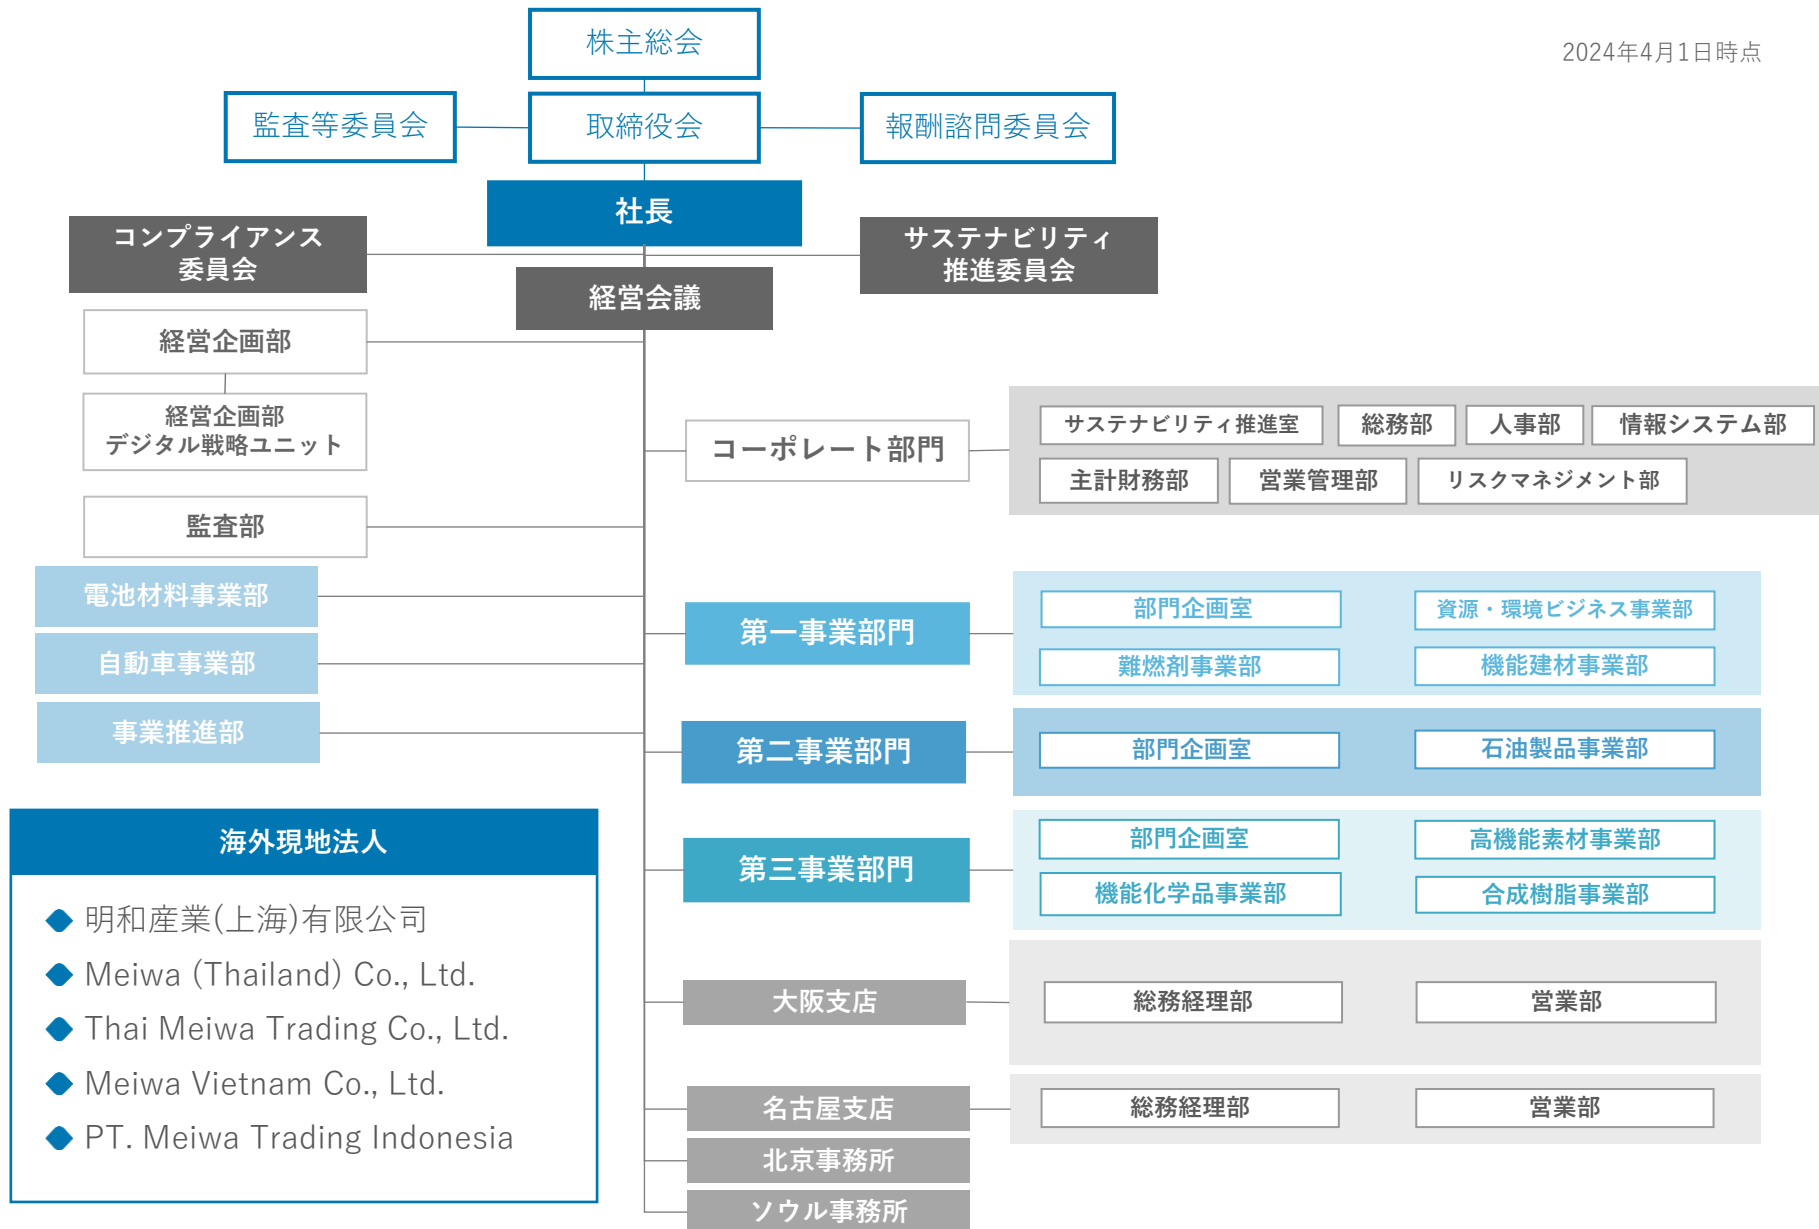 株主総会
2024年4月1日時点
監査等委員会
取締役会
報酬諮問委員会
社長
コンプライアンス
委員会
サステナビリティ
推進委員会
経営会議
経営企画部
経営企画部
デジタル戦略ユニット
監査部
コーポレート部門
サステナビリティ推進室
総務部
人事部
情報システム部
主計財務部
営業管理部
リスクマネジメント部
電池材料事業部
自動車事業部
事業推進部
第一事業部門
部門企画室
資源・環境ビジネス事業部
難燃剤事業部
機能建材事業部
第二事業部門
部門企画室
石油製品事業部
第三事業部門
部門企画室
高機能素材事業部
機能化学品事業部
合成樹脂事業部
大阪支店
総務経理部
営業部
名古屋支店
総務経理部
営業部
北京事務所
ソウル事務所
海外現地法人
明和産業(上海)有限公司
Meiwa (Thailand) Co., Ltd.
Thai Meiwa Trading Co., Ltd.
Meiwa Vietnam Co., Ltd.
PT. Meiwa Trading Indonesia